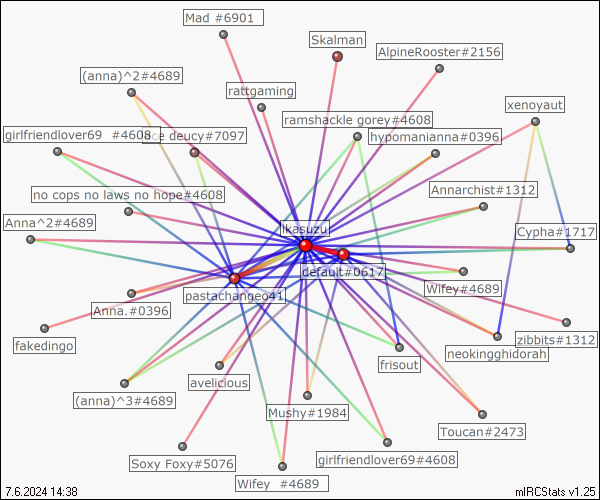 Mad #6901
Skalman
AlpineRooster#2156
(anna)^2#4689
rattgaming
xenoyaut
ramshackle gorey#4608
girlfriendlover69 #4608
ce deucy#7097
hypomanianna#0396
no cops no laws no hope#4608
Annarchist#1312
Anna^2#4689
ikasuzu
Cypha#1717
default#0617
Wifey#4689
pastachangeo41
Anna.#0396
fakedingo
zibbits#1312
neokingghidorah
frisout
avelicious
(anna)^3#4689
Mushy#1984
Toucan#2473
Soxy Foxy#5076
girlfriendlover69#4608
Wifey #4689
7.6.2024 14:38
mIRCStats v1.25